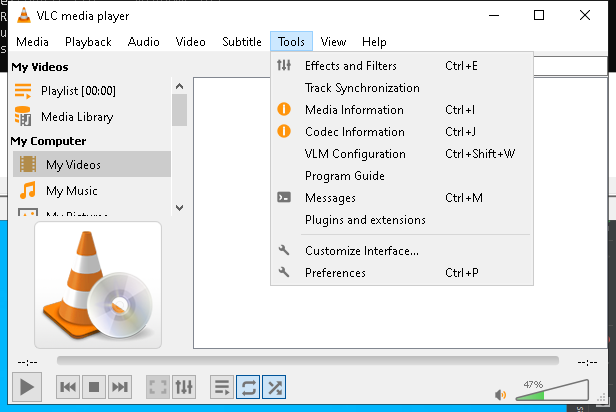 VLC media player
Media Playback Audio Video Subtitle Tools View Help
My Videos
Playlist [00:00]
Media Library
My Computer
My Videos
My Music
My Pictures
Effects and Filters Ctrl+E
Track Synchronization
Media Information Ctrl+I
Codec Information Ctrl+J
VLM Configuration Ctrl+Shift+W
Program Guide
Messages Ctrl+M
Plugins and extensions
Customize Interface...
Preferences Ctrl+P
--:-- --:--
47%